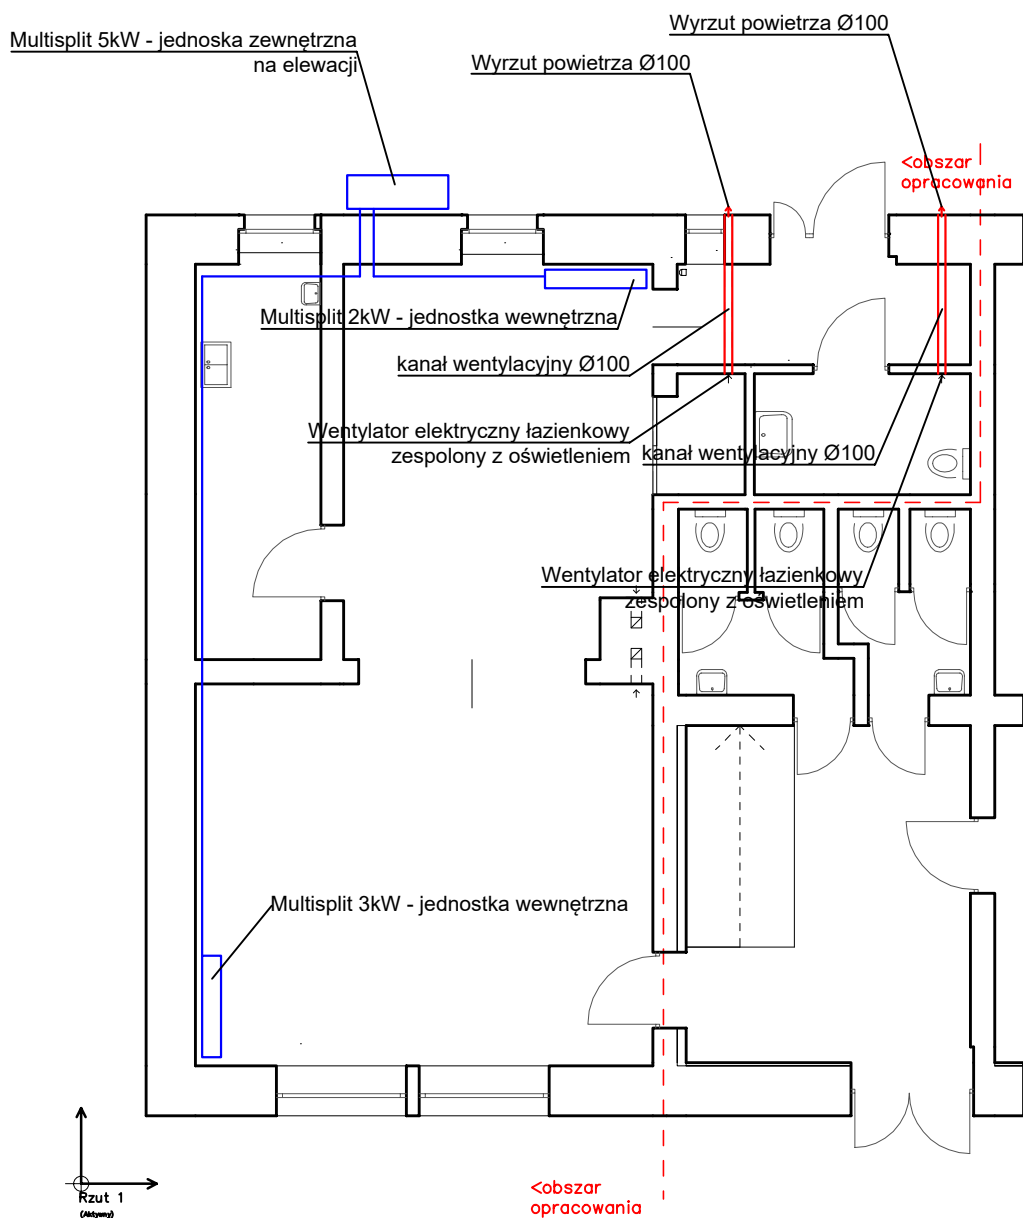 Wyrzut powietrza Ø100
Multisplit 5kW - jednoska zewnętrzna
na elewacji
Wyrzut powietrza Ø100
<obszar
opracowania
Multisplit 2kW - jednostka wewnętrzna
kanał wentylacyjny Ø100
Wentylator elektryczny łazienkowy
zespolony z oświetleniem
kanał wentylacyjny Ø100
Wentylator elektryczny łazienkowy
zespolony z oświetleniem
Multisplit 3kW - jednostka wewnętrzna
<obszar
opracowania
Rzut 1
(Aktywny)